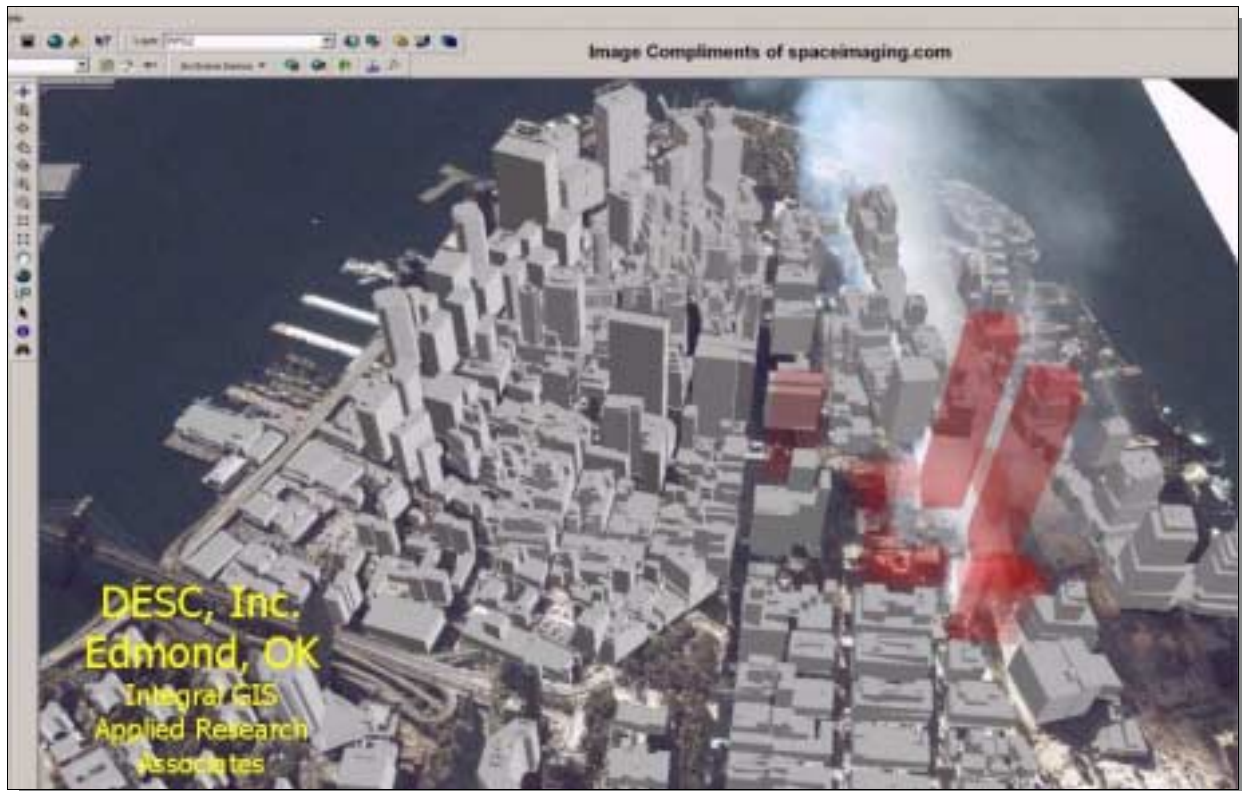 Image Compliments of spaceimaging.com
DESC, Inc.
Edmond, OK
Integral GIS
Applied Research
Associates